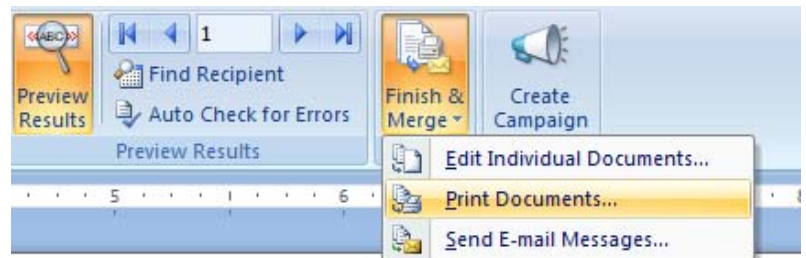 «ABC»
1
Find Recipient
Preview
Results
Auto Check for Errors
Preview Results
Finish &
Merge
Create
Campaign
Edit Individual Documents...
5 6
Print Documents...
8
Send E-mail Messages...